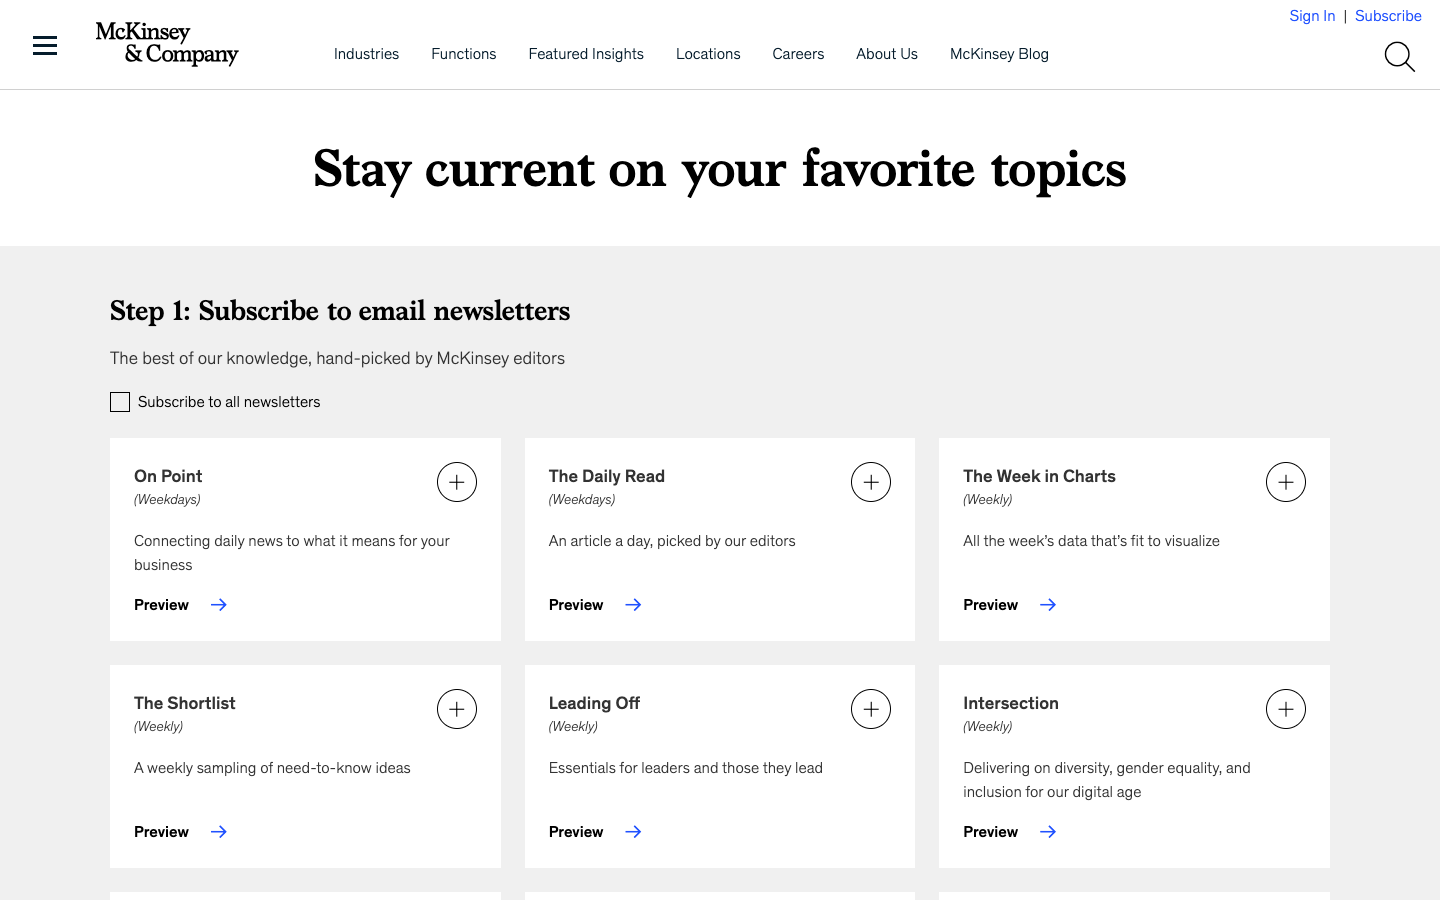 Sign In | Subscribe
McKinsey
& Company
Industries Functions Featured Insights Locations Careers About Us McKinsey Blog
Stay current on your favorite topics
Step 1: Subscribe to email newsletters
The best of our knowledge, hand-picked by McKinsey editors
Subscribe to all newsletters
On Point
(Weekdays)
Connecting daily news to what it means for your
business
Preview
The Daily Read
(Weekdays)
An article a day, picked by our editors
Preview
The Week in Charts
(Weekly)
All the week’s data that’s fit to visualize
Preview
The Shortlist
(Weekly)
A weekly sampling of need-to-know ideas
Preview
Leading Off
(Weekly)
Essentials for leaders and those they lead
Preview
Intersection
(Weekly)
Delivering on diversity, gender equality, and
inclusion for our digital age
Preview